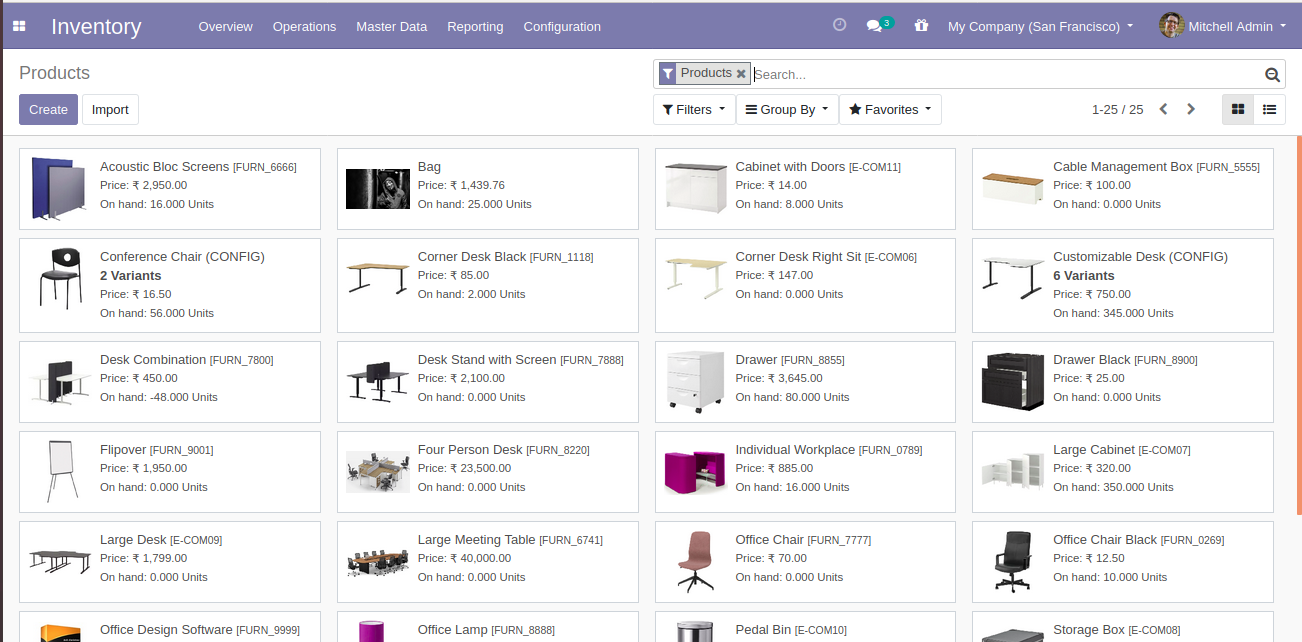 Inventory Overview Operations Master Data Reporting Configuration 3 My Company (San Francisco) Mitchell Admin
Products
Products Search...
Create Import
Filters Group By Favorites 1-25 / 25
Acoustic Bloc Screens [FURN_6666]
Price: ₹ 2,950.00
On hand: 16.000 Units
Bag
Price: ₹ 1,439.76
On hand: 25.000 Units
Cabinet with Doors [E-COM11]
Price: ₹ 14.00
On hand: 8.000 Units
Cable Management Box [FURN_5555]
Price: ₹ 100.00
On hand: 0.000 Units
Conference Chair (CONFIG)
2 Variants
Price: ₹ 16.50
On hand: 56.000 Units
Corner Desk Black [FURN_1118]
Price: ₹ 85.00
On hand: 2.000 Units
Corner Desk Right Sit [E-COM06]
Price: ₹ 147.00
On hand: 0.000 Units
Customizable Desk (CONFIG)
6 Variants
Price: ₹ 750.00
On hand: 345.000 Units
Desk Combination [FURN_7800]
Price: ₹ 450.00
On hand: -48.000 Units
Desk Stand with Screen [FURN_7888]
Price: ₹ 2,100.00
On hand: 0.000 Units
Drawer [FURN_8855]
Price: ₹ 3,645.00
On hand: 80.000 Units
Drawer Black [FURN_8900]
Price: ₹ 25.00
On hand: 0.000 Units
Flipover [FURN_9001]
Price: ₹ 1,950.00
On hand: 0.000 Units
Four Person Desk [FURN_8220]
Price: ₹ 23,500.00
On hand: 0.000 Units
Individual Workplace [FURN_0789]
Price: ₹ 885.00
On hand: 16.000 Units
Large Cabinet [E-COM07]
Price: ₹ 320.00
On hand: 350.000 Units
Large Desk [E-COM09]
Price: ₹ 1,799.00
On hand: 0.000 Units
Large Meeting Table [FURN_6741]
Price: ₹ 40,000.00
On hand: 0.000 Units
Office Chair [FURN_7777]
Price: ₹ 70.00
On hand: 0.000 Units
Office Chair Black [FURN_0269]
Price: ₹ 12.50
On hand: 10.000 Units
Office Design Software [FURN_9999]
Office Lamp [FURN_8888]
Pedal Bin [E-COM10]
Storage Box [E-COM08]